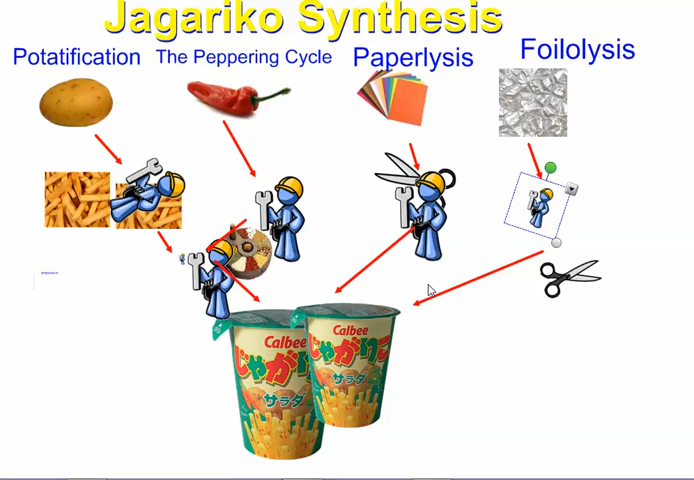 Jagariko Synthesis
Potatification
The Peppering Cycle
Paperlysis
Foilolysis
Calbee
じゃがりこ
サラダ
Calbee
じゃがりこ
サラダ